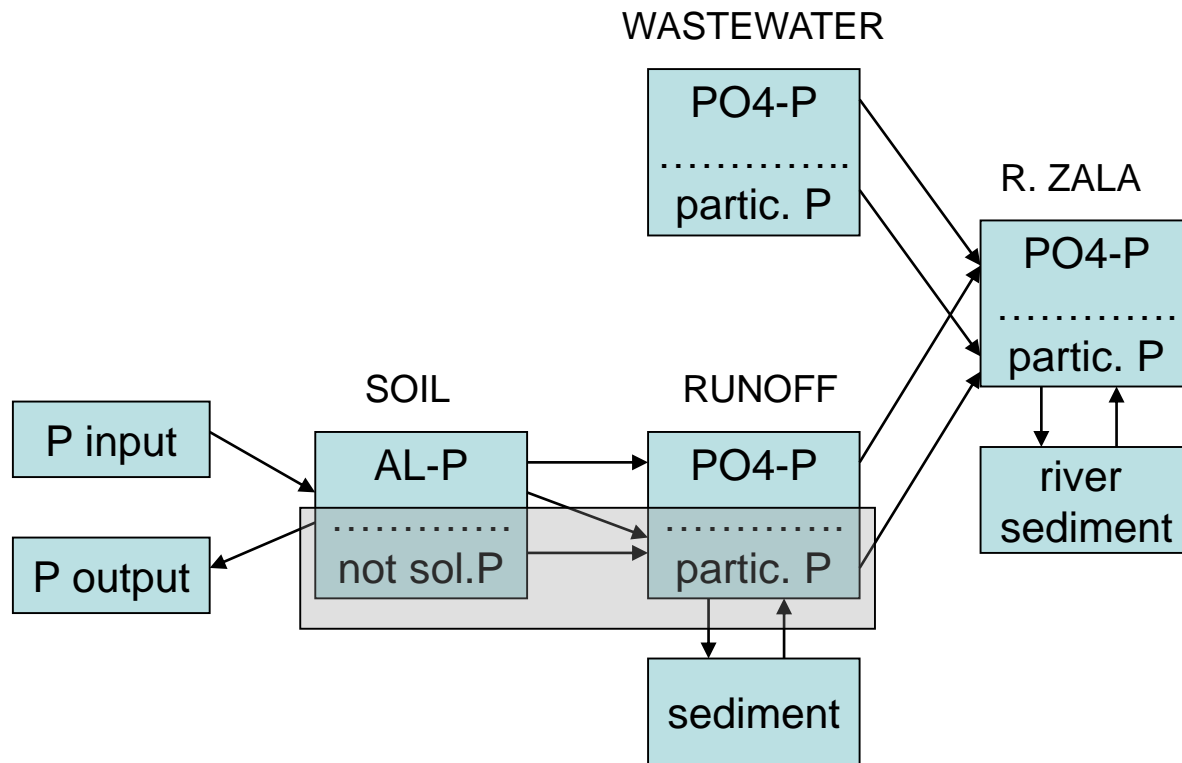 WASTEWATER
PO4-P
partic. P
R. ZALA
PO4-P
partic. P
river
sediment
P input
P output
SOIL
AL-P
not sol.P
RUNOFF
PO4-P
partic. P
sediment